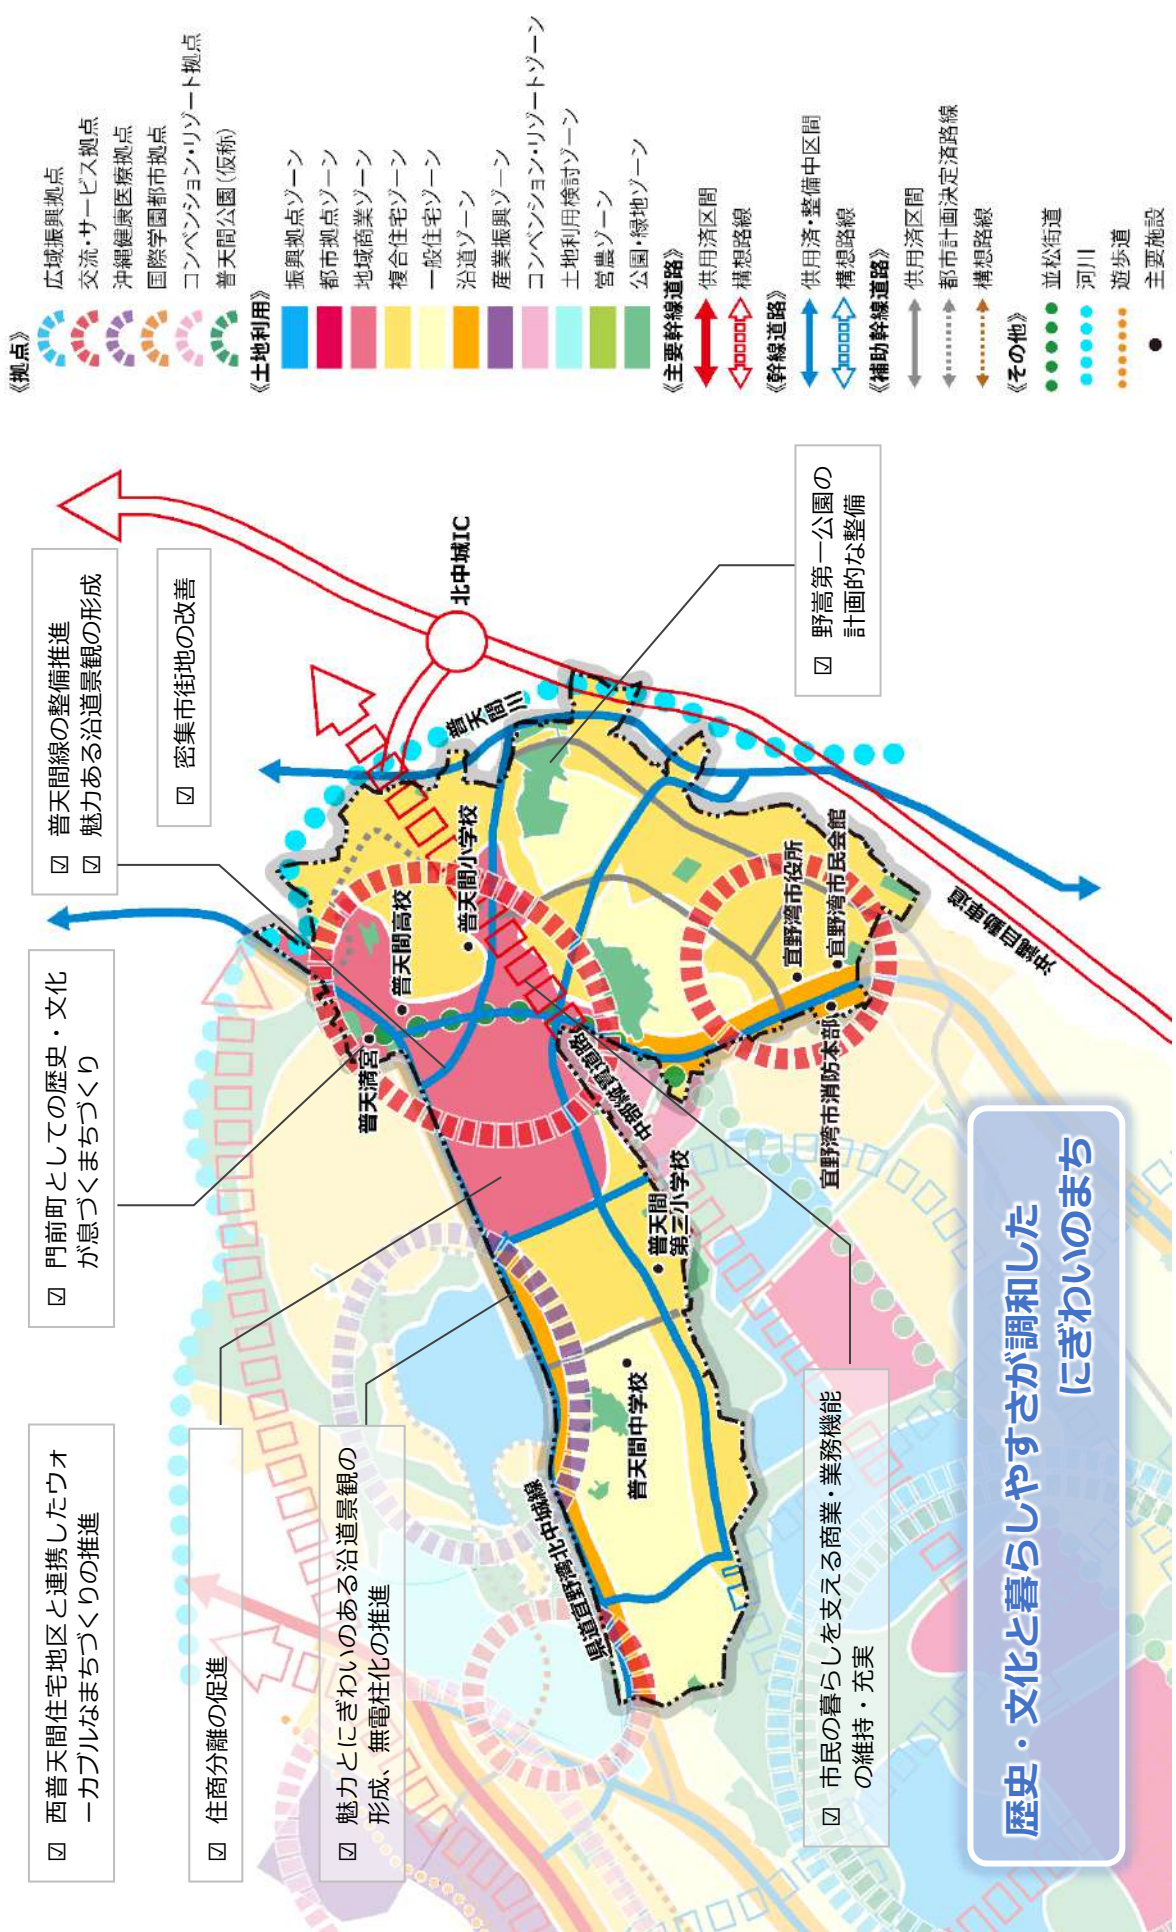 ☑ 西普天間住宅地区と連携したウォ
ーカブルなまちづくりの推進
☑ 住商分離の促進
☑ 魅力とにぎわいのある沿道景観の
形成、無電柱化の推進
☑ 門前町としての歴史・文化
が息づくまちづくり
☑ 普天間線の整備推進
☑ 魅力ある沿道景観の形成
☑ 密集市街地の改善
☑ 市民の暮らしを支える商業・業務機能
の維持・充実
☑ 野嵩第一公園の
計画的な整備
県道宜野湾北中城線
普天間中学校
普天間
第二小学校
普天満宮
普天間高校
普天間小学校
普天間川
北中城IC
中部縦貫道路
宜野湾市役所
宜野湾市民会館
宜野湾市消防本部
沖縄自動車道
歴史・文化と暮らしやすさが調和した
にぎわいのまち
《拠点》
広域振興拠点
交流・サービス拠点
沖縄健康医療拠点
国際学園都市拠点
コンベンション・リゾート拠点
普天間公園（仮称）
《土地利用》
振興拠点ゾーン
都市拠点ゾーン
地域商業ゾーン
複合住宅ゾーン
一般住宅ゾーン
沿道ゾーン
産業振興ゾーン
コンベンション・リゾートゾーン
土地利用検討ゾーン
営農ゾーン
公園・緑地ゾーン
《主要幹線道路》
供用済区間
構想路線
《幹線道路》
供用済・整備中区間
構想路線
《補助幹線道路》
供用済区間
都市計画決定済路線
構想路線
《その他》
並松街道
河川
遊歩道
主要施設